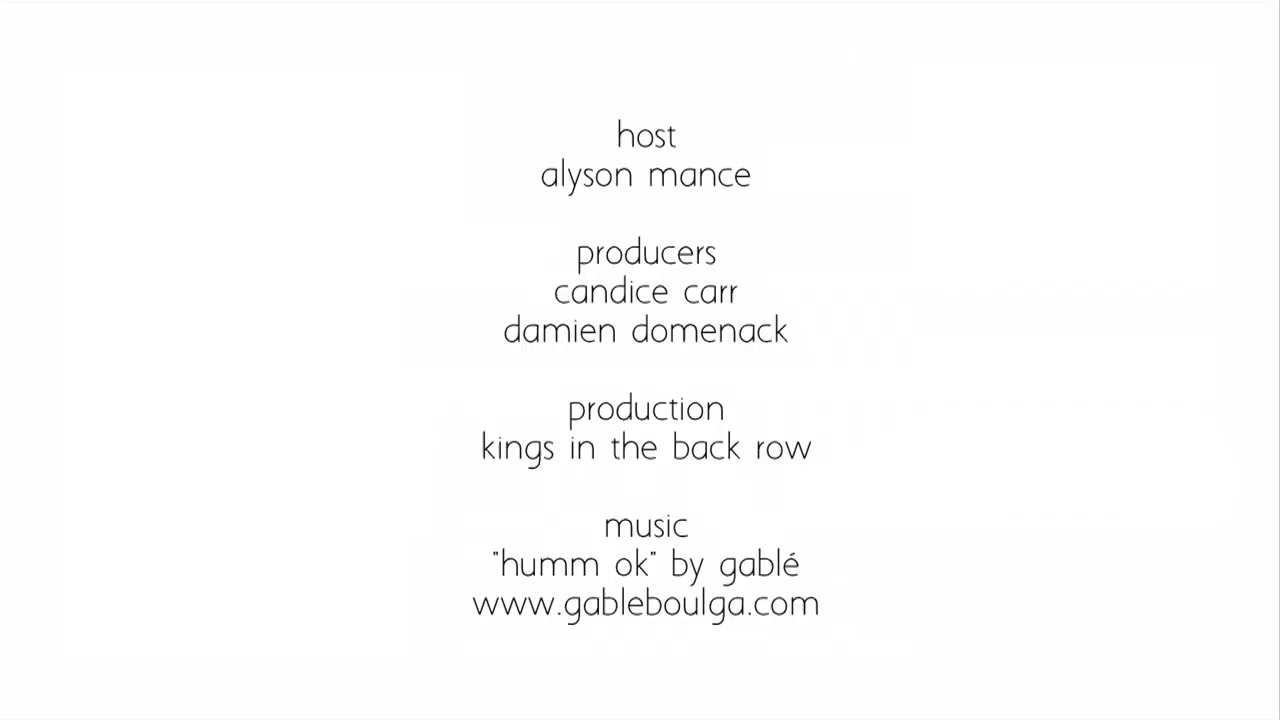 host
alyson mance
producers
candice carr
damien domenack
production
kings in the back row
music
"humm ok" by gablé
www.gableboulga.com